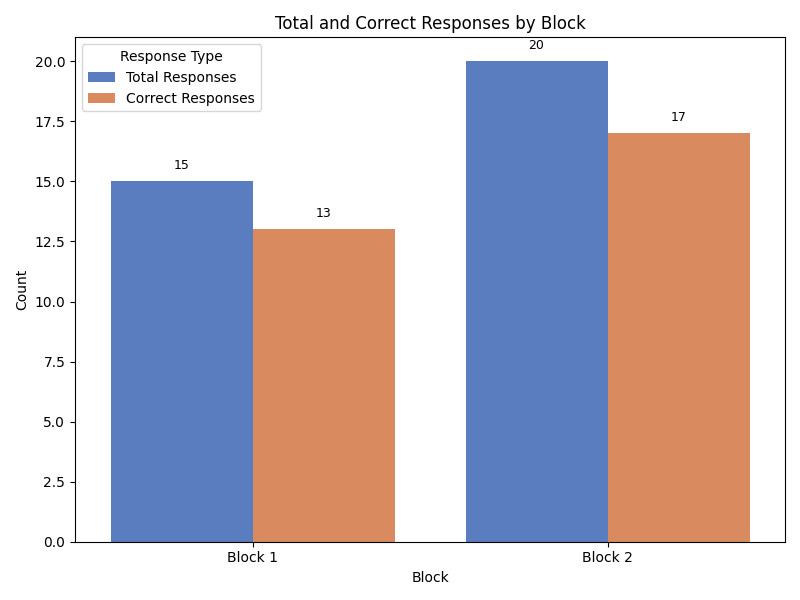 Total and Correct Responses by Block
Response Type
Total Responses
Correct Responses
20
17
15
13
20.0
17.5
15.0
12.5
10.0
7.5
5.0
2.5
0.0
Count
Block 1
Block 2
Block